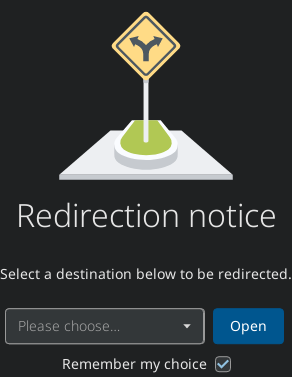 Redirection notice
Select a destination below to be redirected.
Please choose...
Open
Remember my choice